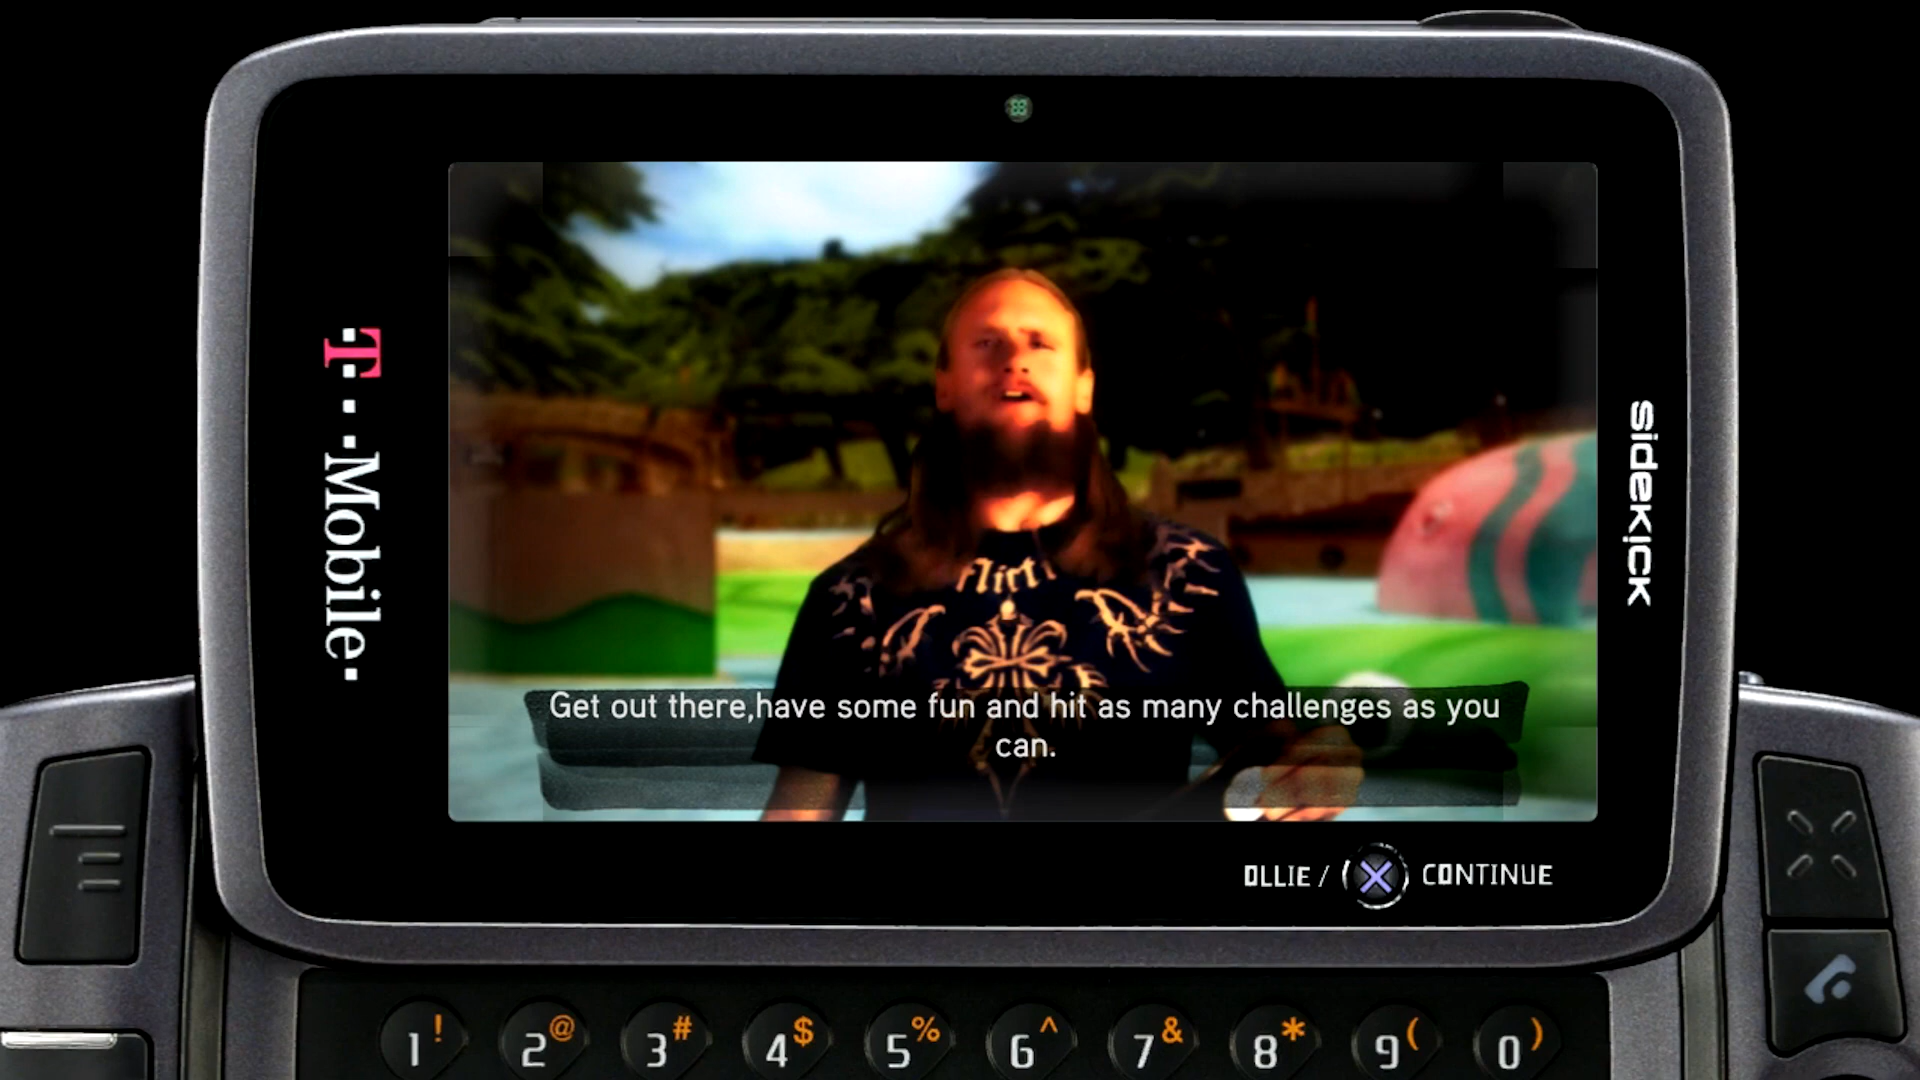 T··Mobile·
sidekick
flirt
Get out there,have some fun and hit as many challenges as you
can.
OLLIE / X CONTINUE
1! 2@ 3# 4$ 5% 6^ 7& 8* 9( 0)